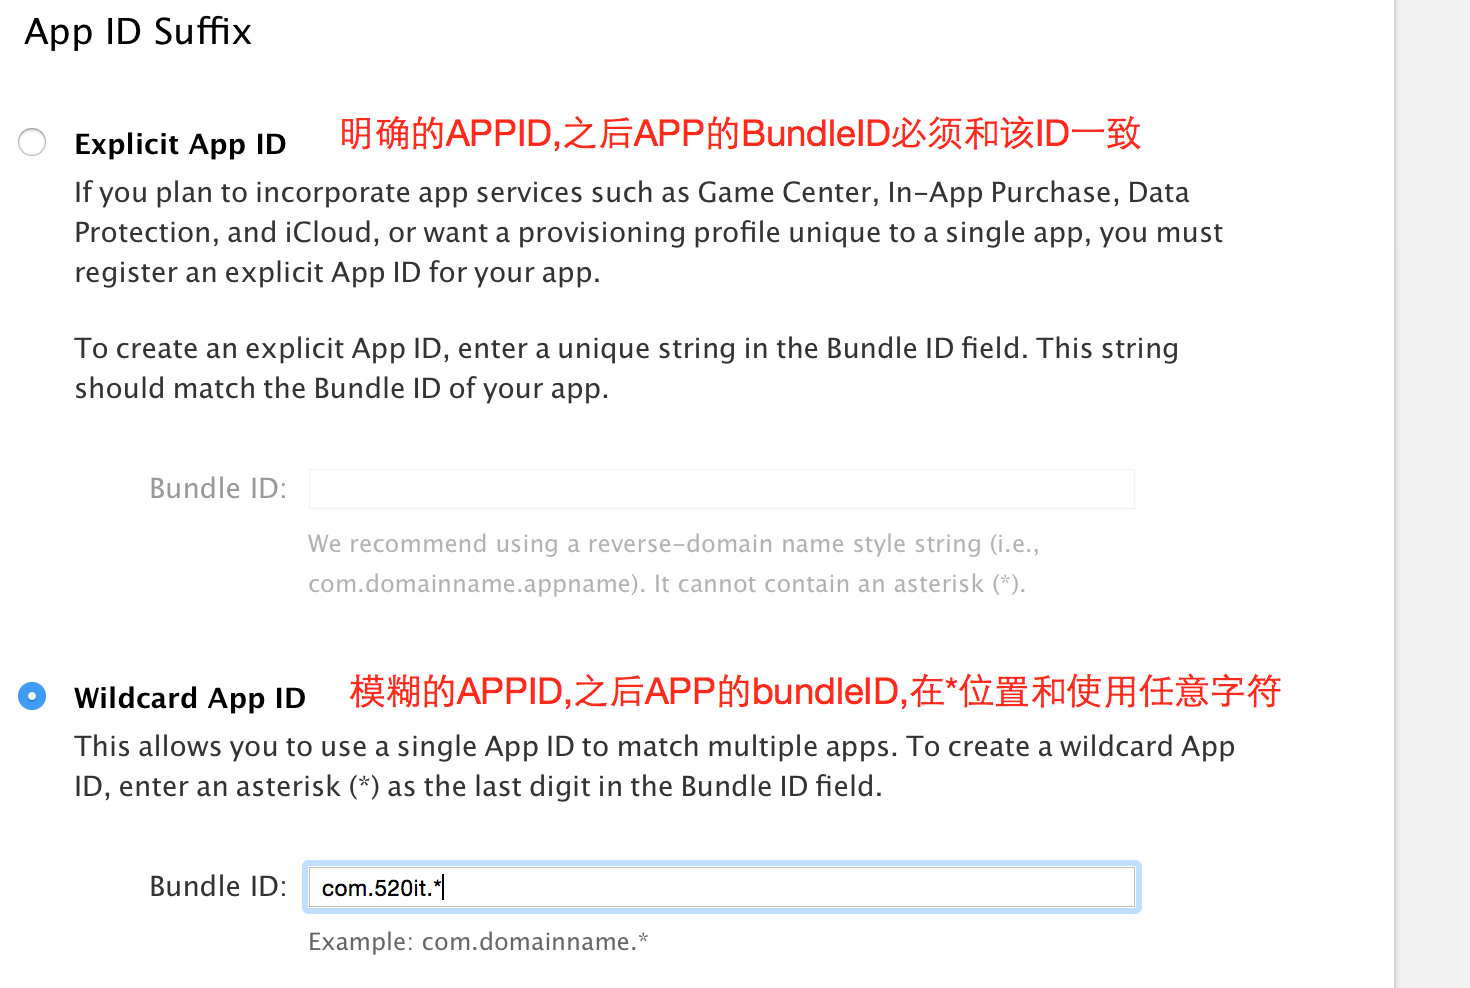 App ID Suffix
Explicit App ID
明确的APPID,之后APP的BundleID必须和该ID一致
If you plan to incorporate app services such as Game Center, In-App Purchase, Data
Protection, and iCloud, or want a provisioning profile unique to a single app, you must
register an explicit App ID for your app.
To create an explicit App ID, enter a unique string in the Bundle ID field. This string
should match the Bundle ID of your app.
Bundle ID:
We recommend using a reverse-domain name style string (i.e.,
com.domainname.appname). It cannot contain an asterisk (*).
Wildcard App ID
模糊的APPID,之后APP的bundleID,在*位置和使用任意字符
This allows you to use a single App ID to match multiple apps. To create a wildcard App
ID, enter an asterisk (*) as the last digit in the Bundle ID field.
Bundle ID: com.520it.*
Example: com.domainname.*